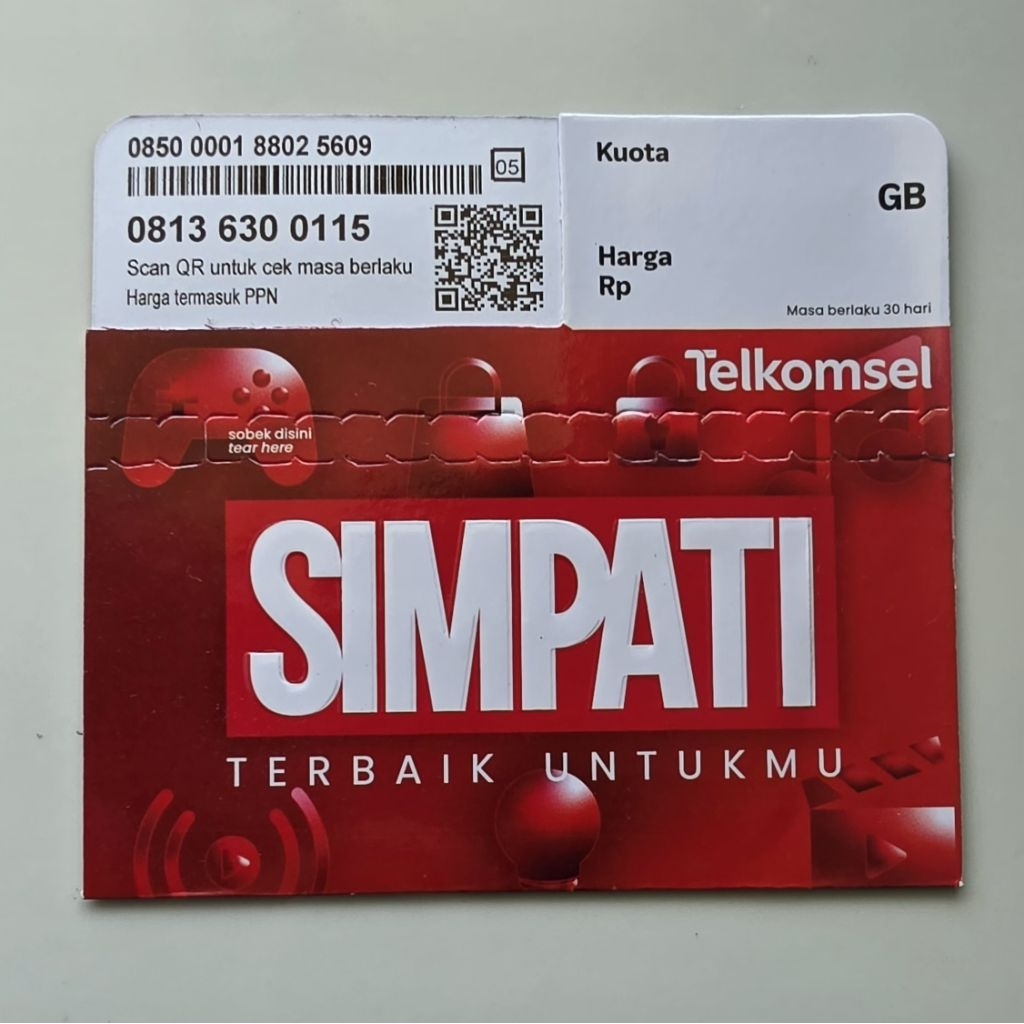 0850 0001 8802 5609
05
0813 630 0115
Scan QR untuk cek masa berlaku
Harga termasuk PPN
Kuota
GB
Harga
Rp
Masa berlaku 30 hari
Telkomsel
sobek disini
tear here
SIMPATI
TERBAIK UNTUKMU